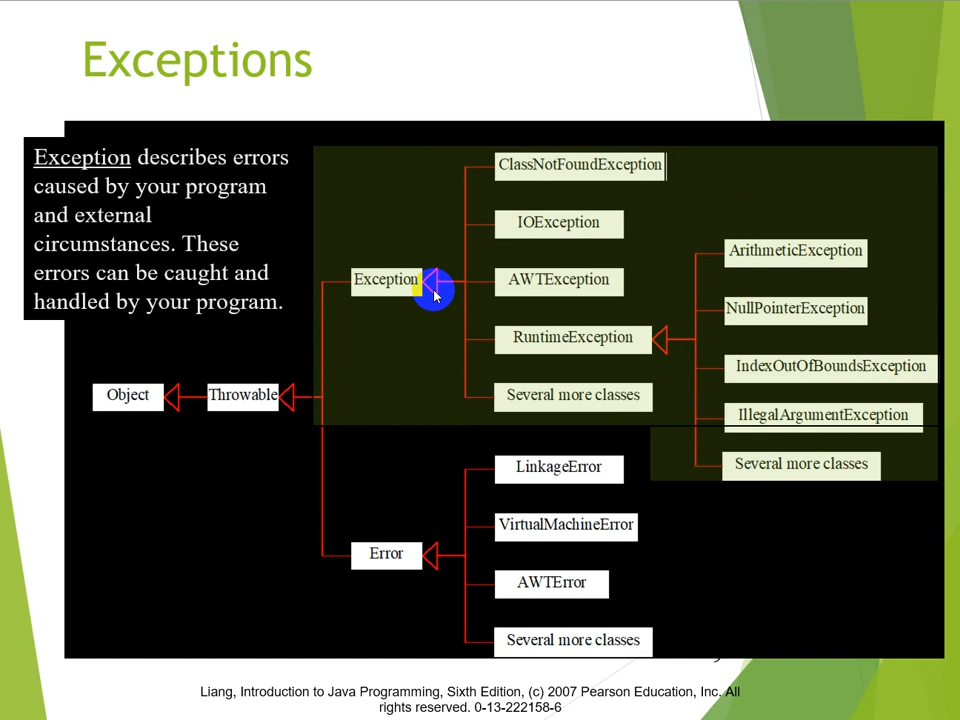 Exceptions
Exception describes errors
caused by your program
and external
circumstances. These
errors can be caught and
handled by your program.
ClassNotFoundException
IOException
ArithmeticException
Exception
AWTException
NullPointerException
RuntimeException
IndexOutOfBoundsException
Object
Throwable
Several more classes
IllegalArgumentException
Several more classes
LinkageError
VirtualMachineError
Error
AWTError
Several more classes
Liang, Introduction to Java Programming, Sixth Edition, (c) 2007 Pearson Education, Inc. All
rights reserved. 0-13-222158-6